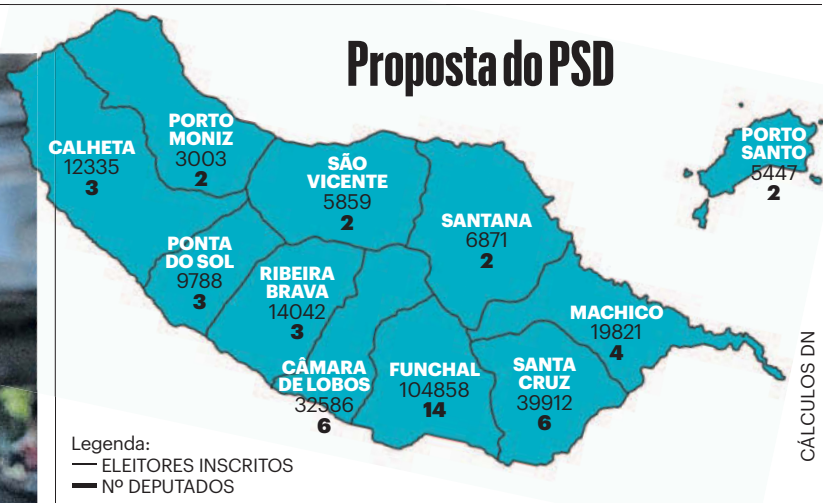 Proposta do PSD
CALHETA
12335
3
PORTO
MONIZ
3003
2
SÃO
VICENTE
5859
2
SANTANA
6871
2
PORTO
SANTO
5447
2
PONTA
DO SOL
9788
3
RIBEIRA
BRAVA
14042
3
CÂMARA
DE LOBOS
32586
6
FUNCHAL
104858
14
SANTA
CRUZ
39912
6
MACHICO
19821
4
Legenda:
ELEITORES INSCRITOS
Nº DEPUTADOS
CÁLCULOS DN